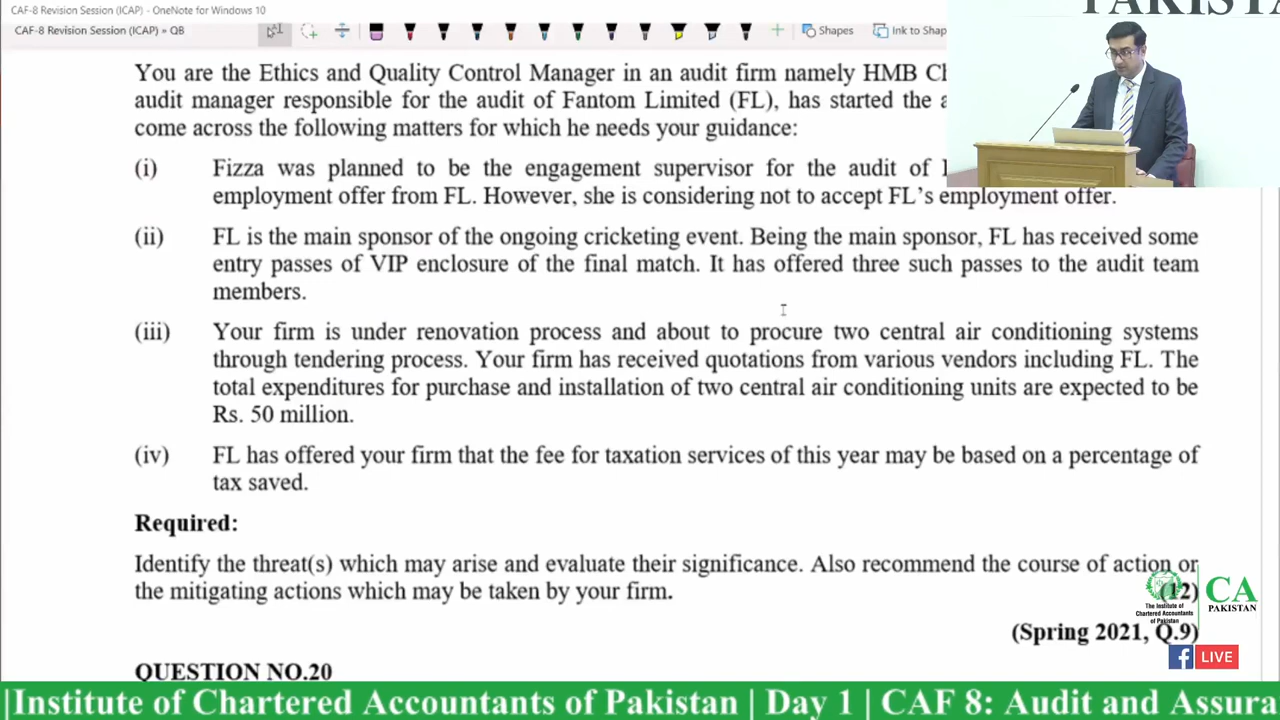 CAF-8 Revision Session (ICAP) - OneNote for Windows 10
CAF-8 Revision Session (ICAP) » Q8
Shapes
Ink to Shap
You are the Ethics and Quality Control Manager in an audit firm namely HMB Ch
audit manager responsible for the audit of Fantom Limited (FL), has started the a
come across the following matters for which he needs your guidance:
(i) Fizza was planned to be the engagement supervisor for the audit of
employment offer from FL. However, she is considering not to accept FL's employment offer.
(ii) FL is the main sponsor of the ongoing cricketing event. Being the main sponsor, FL has received some
entry passes of VIP enclosure of the final match. It has offered three such passes to the audit team
members.
(iii) Your firm is under renovation process and about to procure two central air conditioning systems
through tendering process. Your firm has received quotations from various vendors including FL. The
total expenditures for purchase and installation of two central air conditioning units are expected to be
Rs. 50 million.
(iv) FL has offered your firm that the fee for taxation services of this year may be based on a percentage of
tax saved.
Required:
Identify the threat(s) which may arise and evaluate their significance. Also recommend the course of action or
the mitigating actions which may be taken by your firm.
(12)
The Institute of
Chartered Accountants
of Pakistan
CA
PAKISTAN
(Spring 2021, Q.9)
LIVE
QUESTION NO.20
|Institute of Chartered Accountants of Pakistan | Day 1 | CAF 8: Audit and Assura